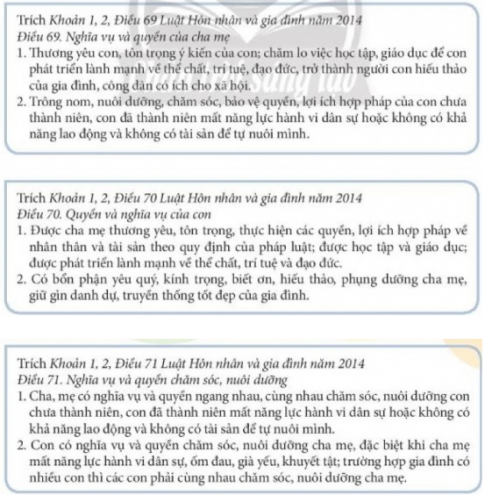 Trích Khoản 1, 2, Điều 69 Luật Hôn nhân và gia đình năm 2014
Điều 69. Nghĩa vụ và quyền của cha mẹ
1. Thương yêu con, tôn trọng ý kiến của con; chăm lo việc học tập, giáo dục để con
phát triển lành mạnh về thể chất, trí tuệ, đạo đức, trở thành người con hiếu thảo
của gia đình, công dân có ích cho xã hội.
2. Trông nom, nuôi dưỡng, chăm sóc, bảo vệ quyền, lợi ích hợp pháp của con chưa
thành niên, con đã thành niên mất năng lực hành vi dân sự hoặc không có khả
năng lao động và không có tài sản để tự nuôi mình.
Trích Khoản 1, 2, Điều 70 Luật Hôn nhân và gia đình năm 2014
Điều 70. Quyền và nghĩa vụ của con
1. Được cha mẹ thương yêu, tôn trọng, thực hiện các quyền, lợi ích hợp pháp về
nhân thân và tài sản theo quy định của pháp luật; được học tập và giáo dục;
được phát triển lành mạnh về thể chất, trí tuệ và đạo đức.
2. Có bổn phận yêu quý, kính trọng, biết ơn, hiếu thảo, phụng dưỡng cha mẹ,
giữ gìn danh dự, truyền thống tốt đẹp của gia đình.
Trích Khoản 1, 2, Điều 71 Luật Hôn nhân và gia đình năm 2014
Điều 71. Nghĩa vụ và quyền chăm sóc, nuôi dưỡng
1. Cha, mẹ có nghĩa vụ và quyền ngang nhau, cùng nhau chăm sóc, nuôi dưỡng con
chưa thành niên, con đã thành niên mất năng lực hành vi dân sự hoặc không có
khả năng lao động và không có tài sản để tự nuôi mình.
2. Con có nghĩa vụ và quyền chăm sóc, nuôi dưỡng cha mẹ, đặc biệt khi cha mẹ
mất năng lực hành vi dân sự, ốm đau, già yếu, khuyết tật; trường hợp gia đình có
nhiều con thì các con phải cùng nhau chăm sóc, nuôi dưỡng cha mẹ.